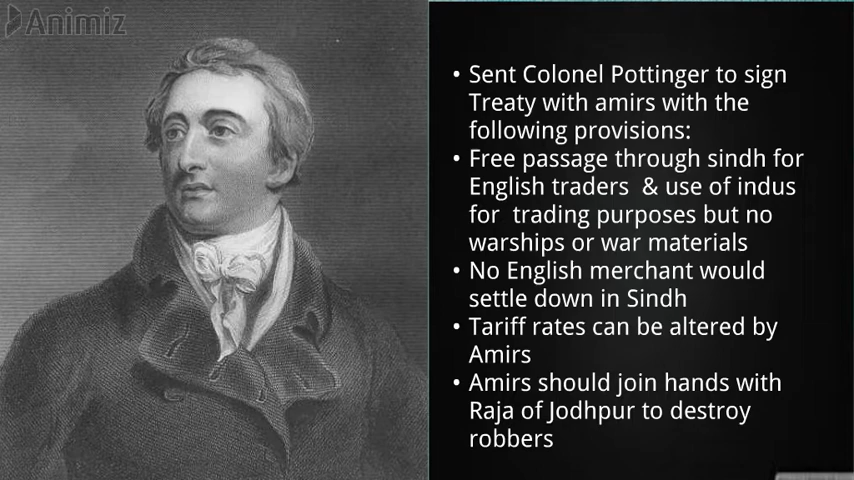 Animiz
• Sent Colonel Pottinger to sign
Treaty with amirs with the
following provisions:
• Free passage through sindh for
English traders & use of indus
for trading purposes but no
warships or war materials
• No English merchant would
settle down in Sindh
• Tariff rates can be altered by
Amirs
• Amirs should join hands with
Raja of Jodhpur to destroy
robbers